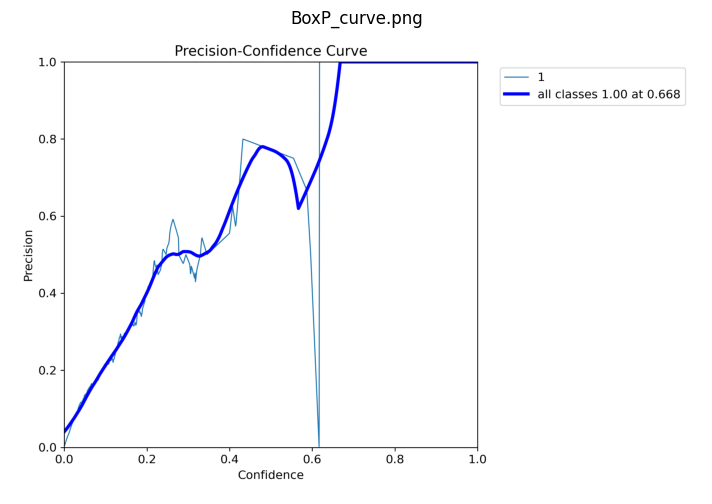 BoxP_curve.png
Precision-Confidence Curve
1
all classes 1.00 at 0.668
Precision
1.0
0.8
0.6
0.4
0.2
0.0
0.0 0.2 0.4 0.6 0.8 1.0
Confidence